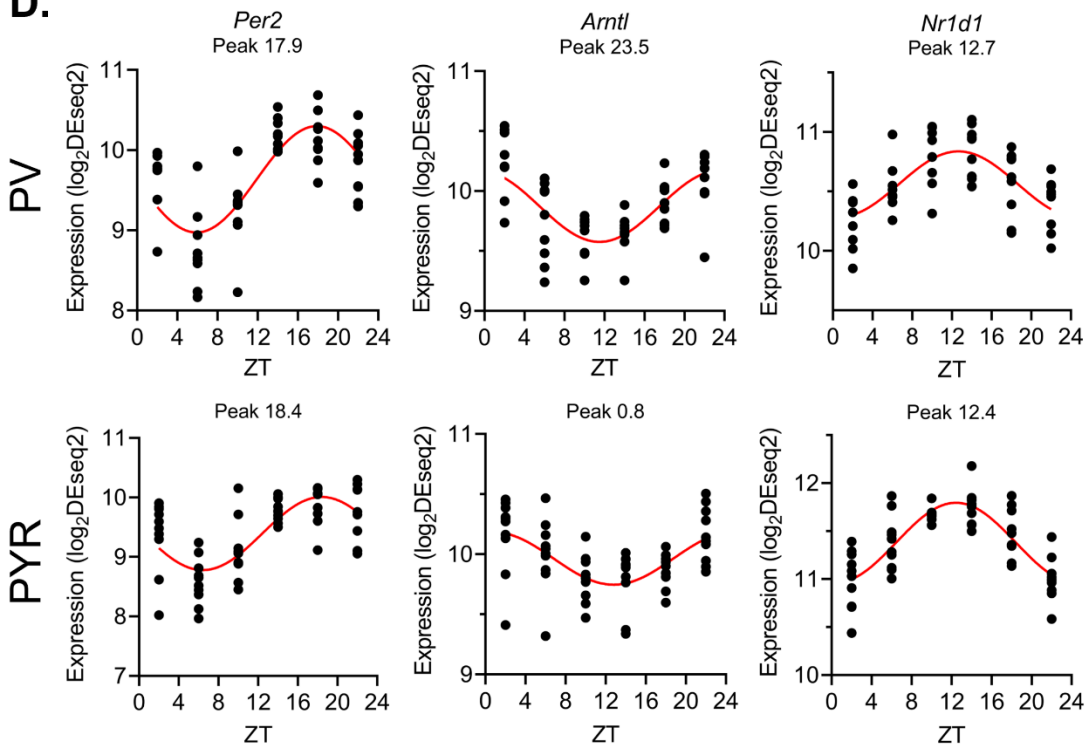 D.
Per2
Peak 17.9
Arntl
Peak 23.5
Nr1d1
Peak 12.7
PV
Expression (log₂DEseq2)
11
10
9
8
0 4 8 12 16 20 24
ZT
Expression (log₂DEseq2)
11
10
9
0 4 8 12 16 20 24
ZT
Expression (log₂DEseq2)
11
10
0 4 8 12 16 20 24
ZT
PYR
Peak 18.4
Expression (log₂DEseq2)
11
10
9
8
7
0 4 8 12 16 20 24
ZT
Peak 0.8
Expression (log₂DEseq2)
11
10
9
0 4 8 12 16 20 24
ZT
Peak 12.4
Expression (log₂DEseq2)
12
11
10
0 4 8 12 16 20 24
ZT